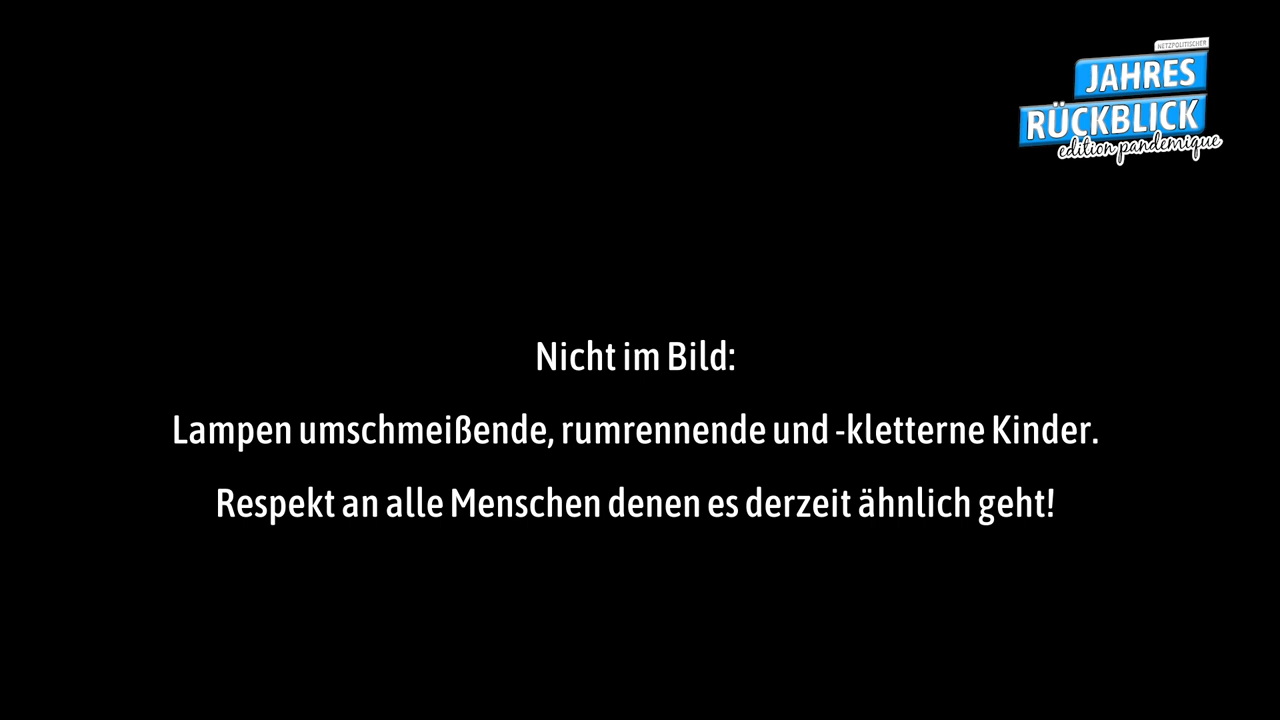 NETZPOLITISCHER
JAHRES
RÜCKBLICK
edition pandemique
Nicht im Bild:
Lampen umschmeißende, rumrennende und -kletterne Kinder.
Respekt an alle Menschen denen es derzeit ähnlich geht!